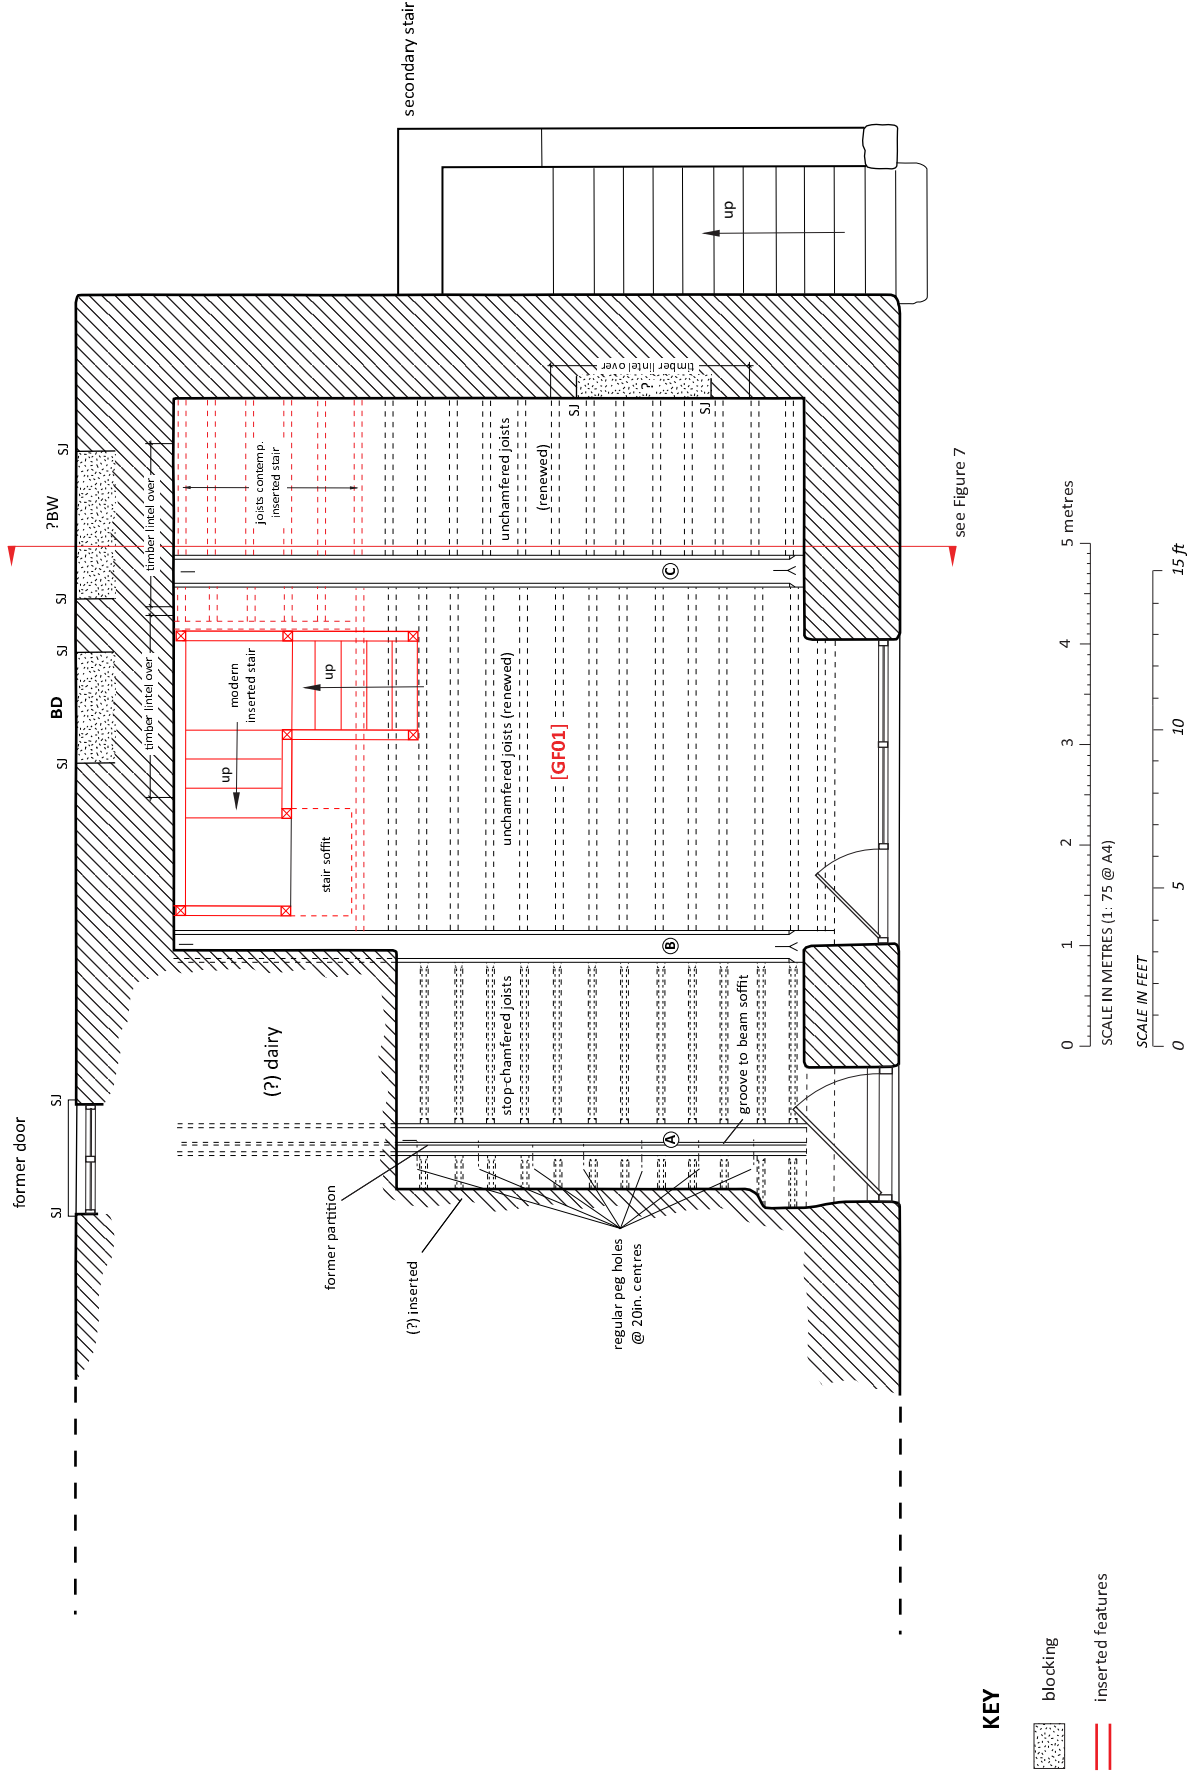 former door
SJ
SJ
BD
SJ
SJ
?BW
SJ
SJ
timber lintel over
timber lintel over
secondary stair
up
(?) dairy
former partition
(?) inserted
regular peg holes
@ 20in. centres
stop-chamfered joists
groove to beam soffit
A
B
C
stair soffit
up
modern
inserted stair
up
joists contemp.
inserted stair
unchamfered joists (renewed)
unchamfered joists
(renewed)
[GF01]
SJ
SJ
?
timber lintel over
see Figure 7
KEY
blocking
inserted features
0
1
2
3
4
5
metres
SCALE IN METRES (1: 75 @ A4)
SCALE IN FEET
0
5
10
15 ft